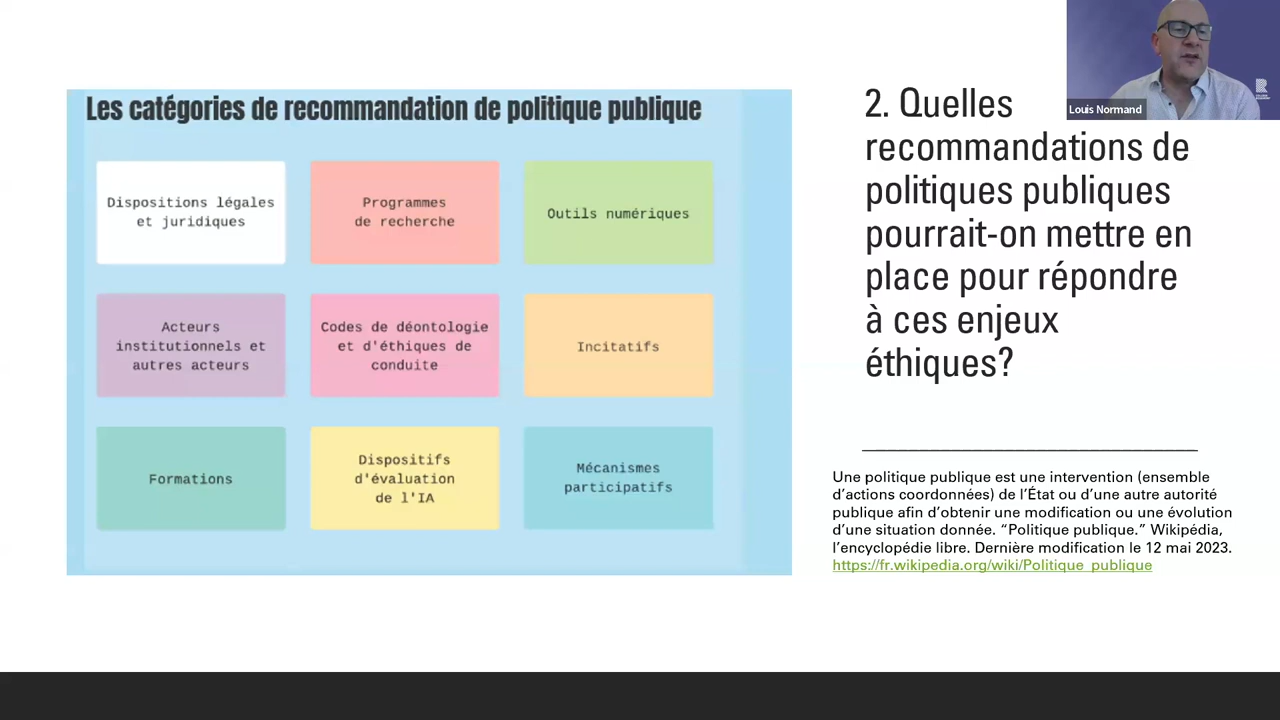 Les catégories de recommandation de politique publique
Dispositions légales
et juridiques
Programmes
de recherche
Outils numériques
Acteurs
institutionnels et
autres acteurs
Codes de déontologie
et d'éthiques de
conduite
Incitatifs
Formations
Dispositifs
d'évaluation
de l'IA
Mécanismes
participatifs
2. Quelles
recommandations de
politiques publiques
pourrait-on mettre en
place pour répondre
à ces enjeux
éthiques?
Une politique publique est une intervention (ensemble
d’actions coordonnées) de l’État ou d’une autre autorité
publique afin d’obtenir une modification ou une évolution
d’une situation donnée. “Politique publique.” Wikipédia,
l’encyclopédie libre. Dernière modification le 12 mai 2023.
https://fr.wikipedia.org/wiki/Politique_publique
Louis Normand